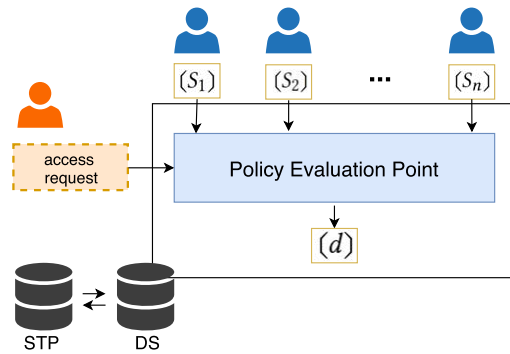 (S1) (S2) ... (Sn)
access
request
Policy Evaluation Point
(d)
STP DS